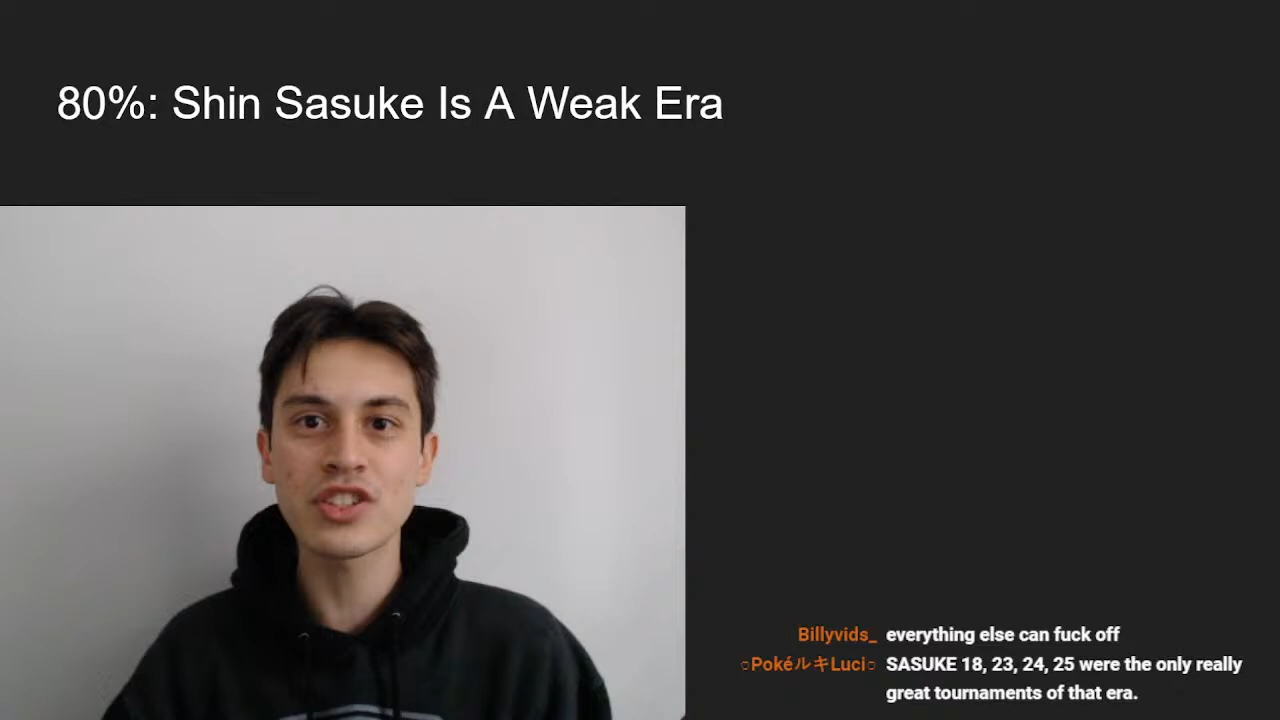 80%: Shin Sasuke Is A Weak Era
Billyvids_ everything else can fuck off
○PokéルキLuci○ SASUKE 18, 23, 24, 25 were the only really
great tournaments of that era.